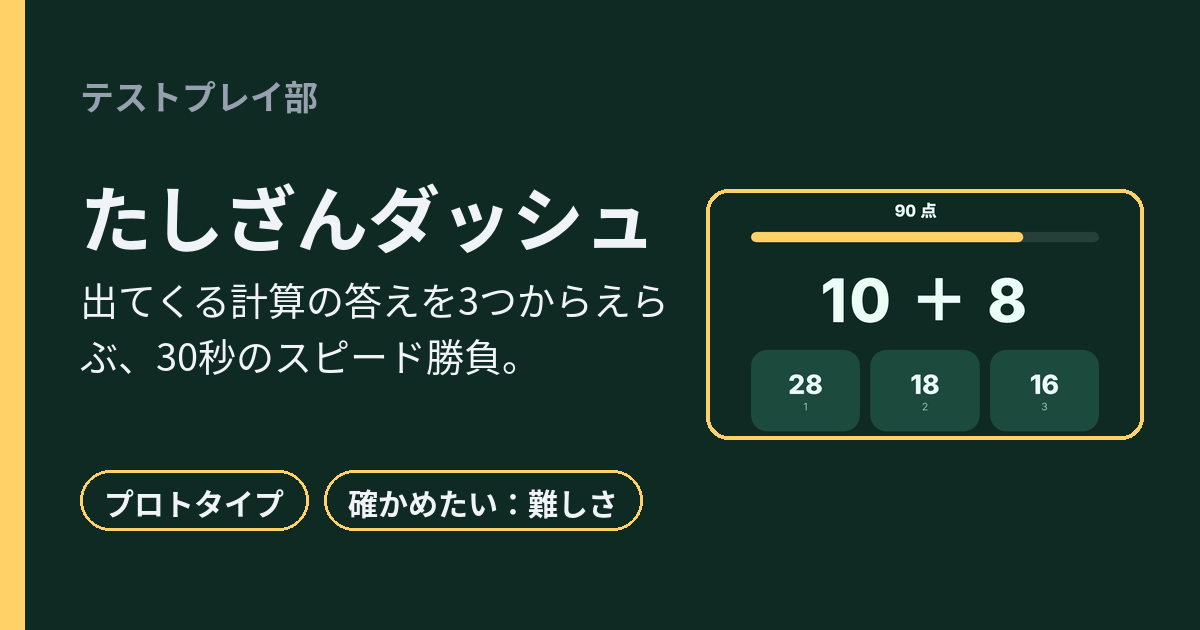 テストプレイ部
たしざんダッシュ
出てくる計算の答えを3つからえら
ぶ、30秒のスピード勝負。
プロトタイプ
確かめたい：難しさ
90 点
10 ＋ 8
28 18 16
1 2 3